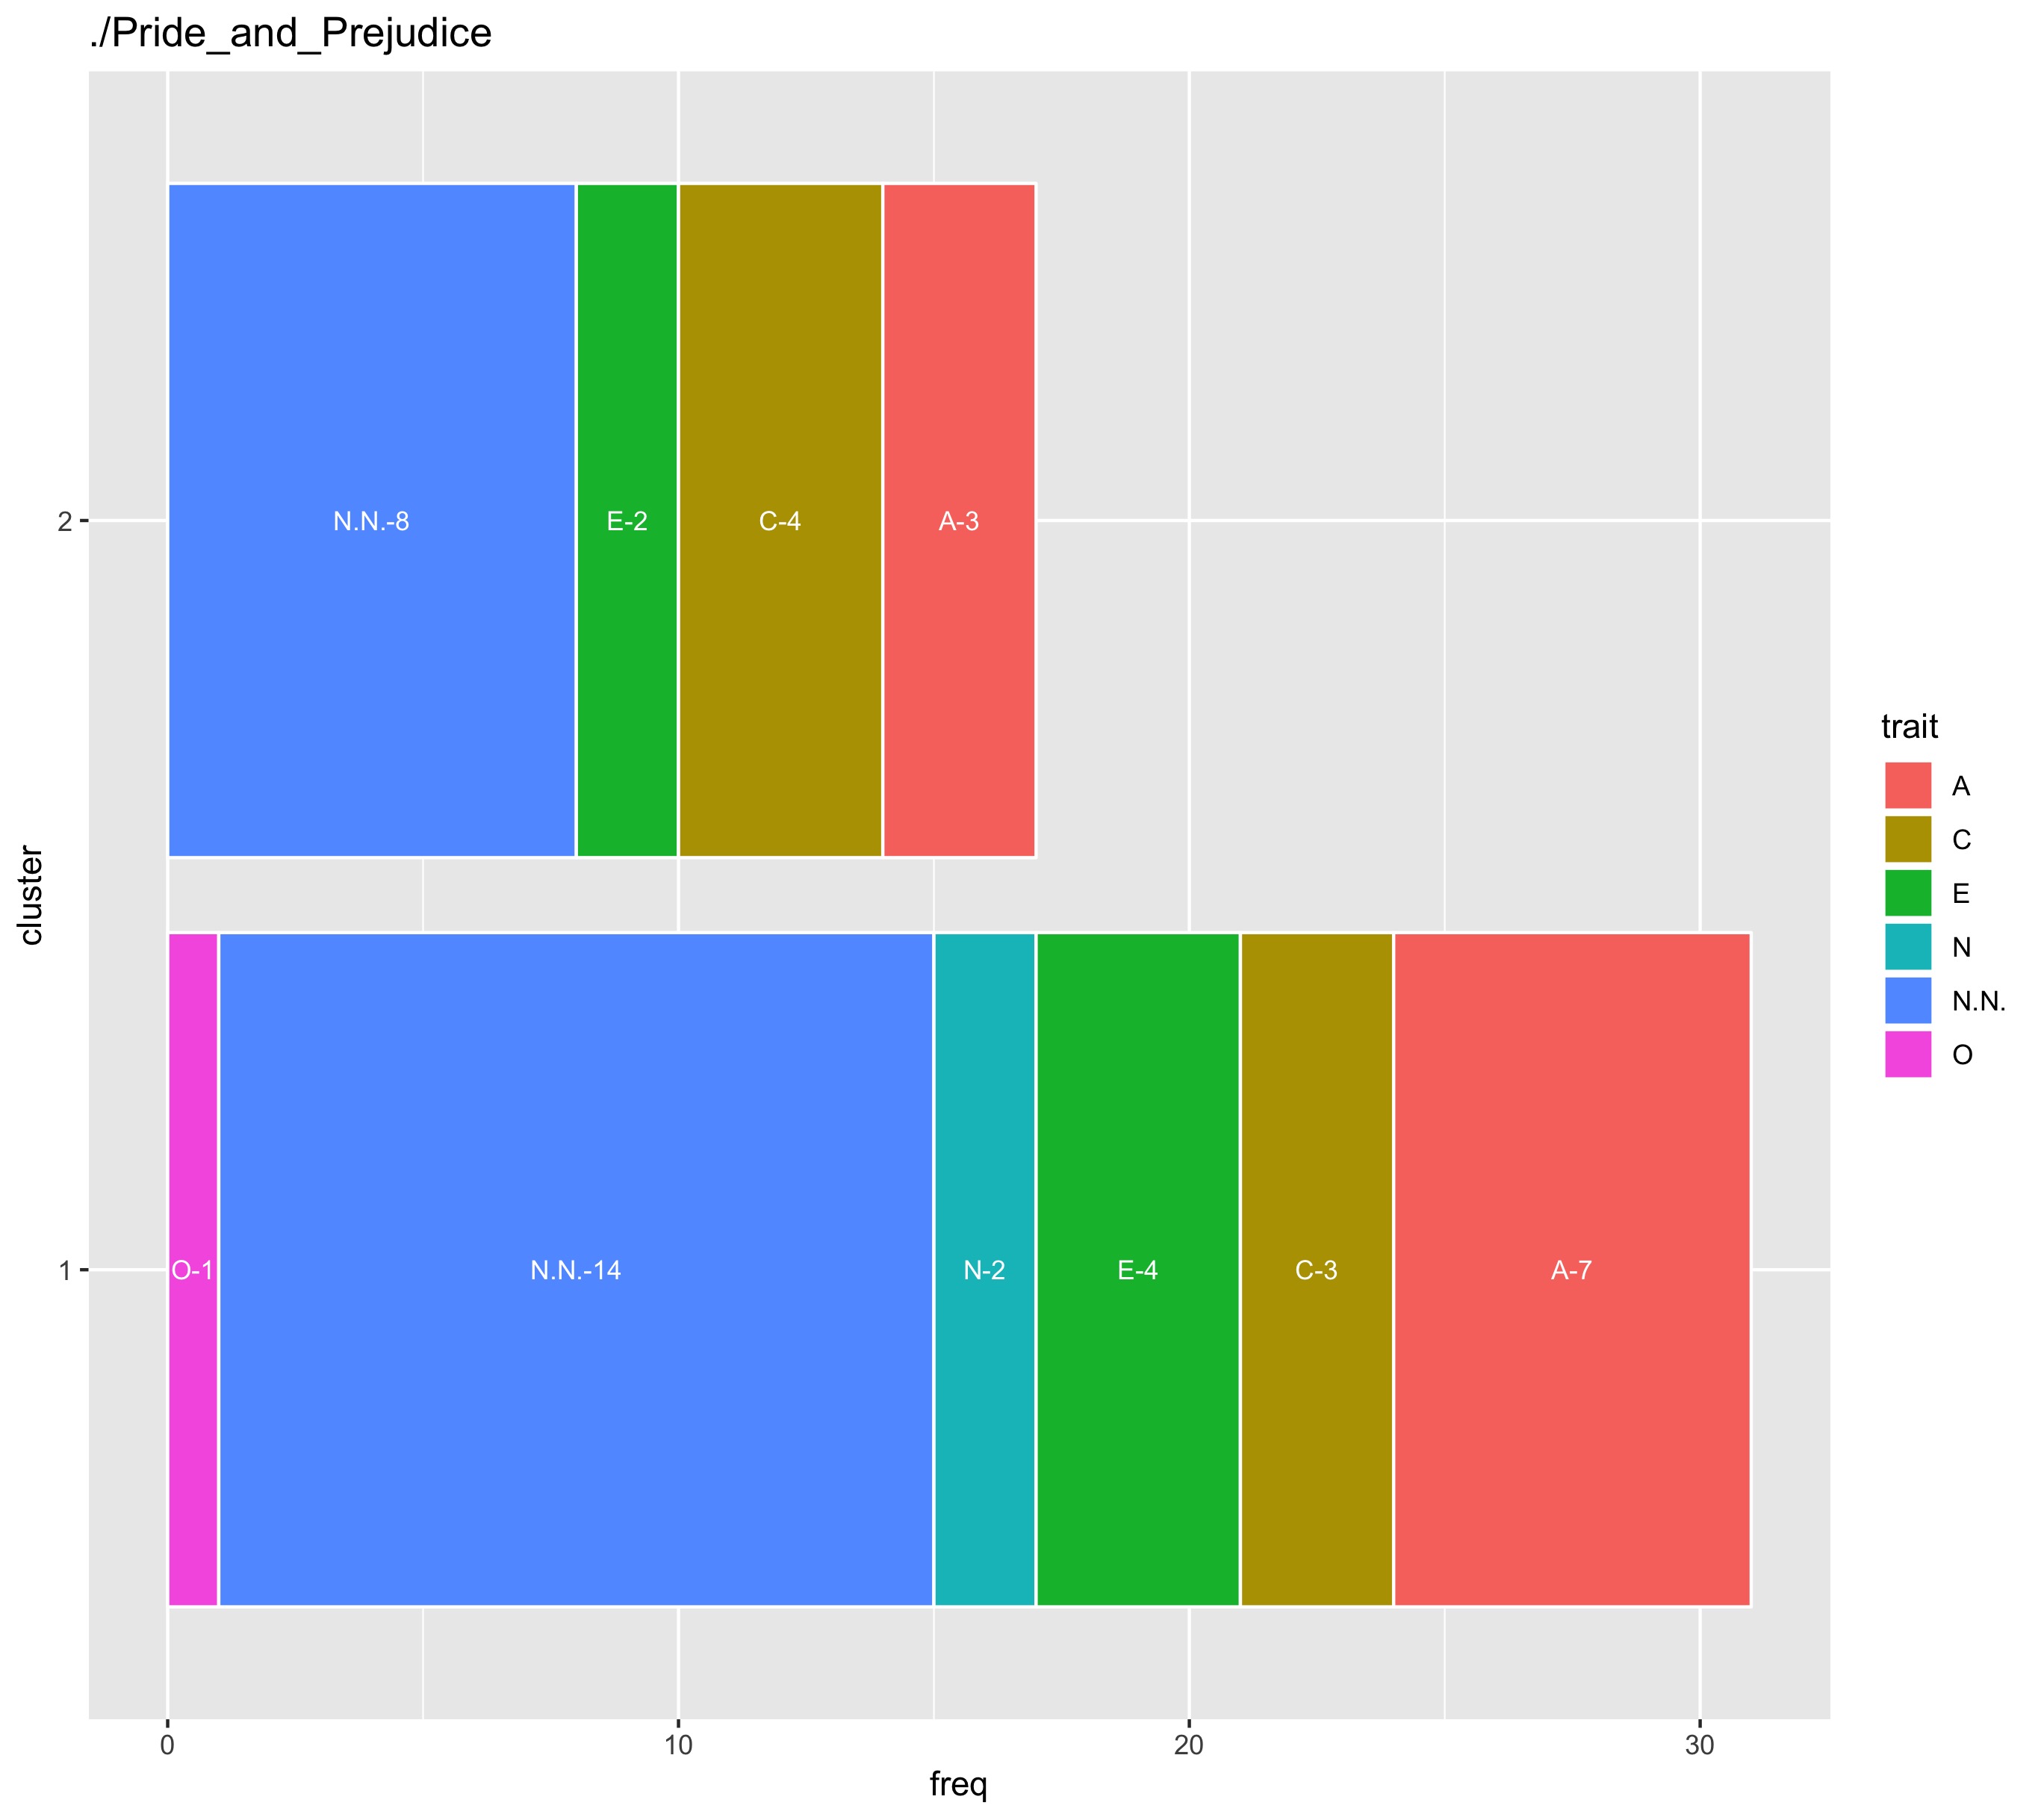 ./Pride_and_Prejudice
cluster
2
N.N.-8 E-2 C-4 A-3
1
O-1 N.N.-14 N-2 E-4 C-3 A-7
0 10 20 30
freq
trait
A
C
E
N
N.N.
O